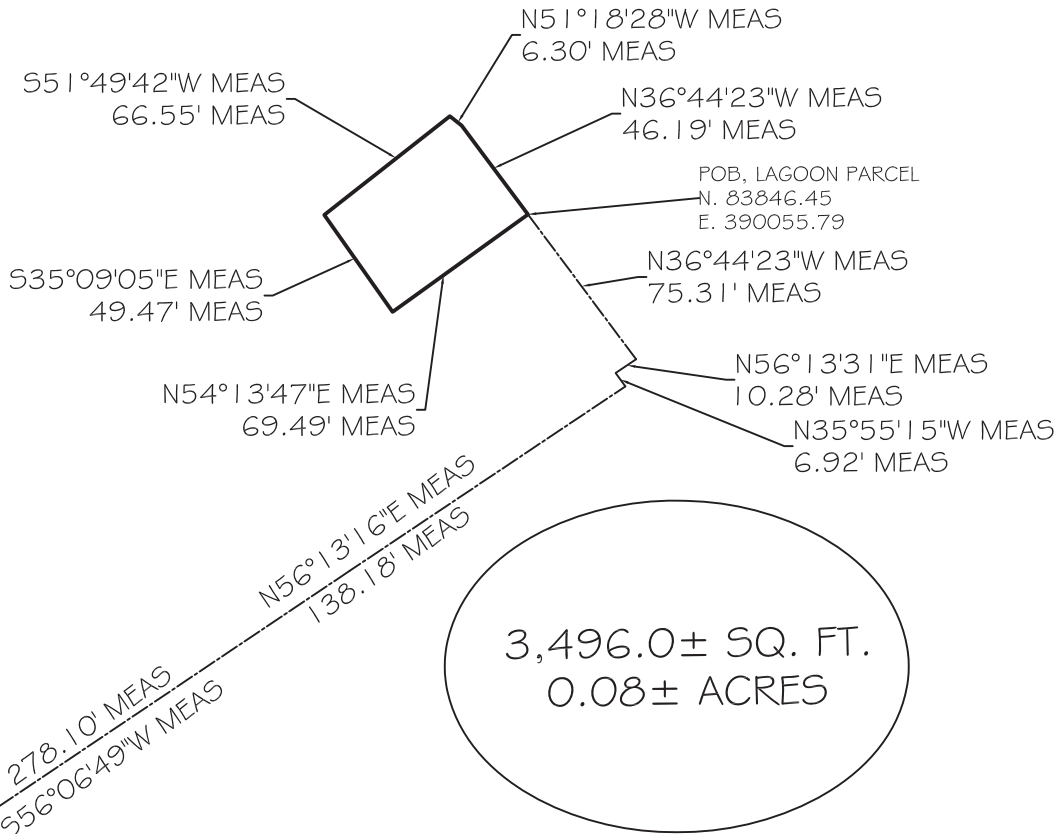 N51°18'28"W MEAS
6.30' MEAS
S51°49'42"W MEAS
66.55' MEAS
N36°44'23"W MEAS
46.19' MEAS
POB, LAGOON PARCEL
N. 83846.45
E. 390055.79
S35°09'05"E MEAS
49.47' MEAS
N36°44'23"W MEAS
75.31' MEAS
N54°13'47"E MEAS
69.49' MEAS
N56°13'31"E MEAS
10.28' MEAS
N35°55'15"W MEAS
6.92' MEAS
N56°13'16"E MEAS
138.18' MEAS
3,496.0± SQ. FT.
0.08± ACRES
278.10' MEAS
S56°06'49"W MEAS